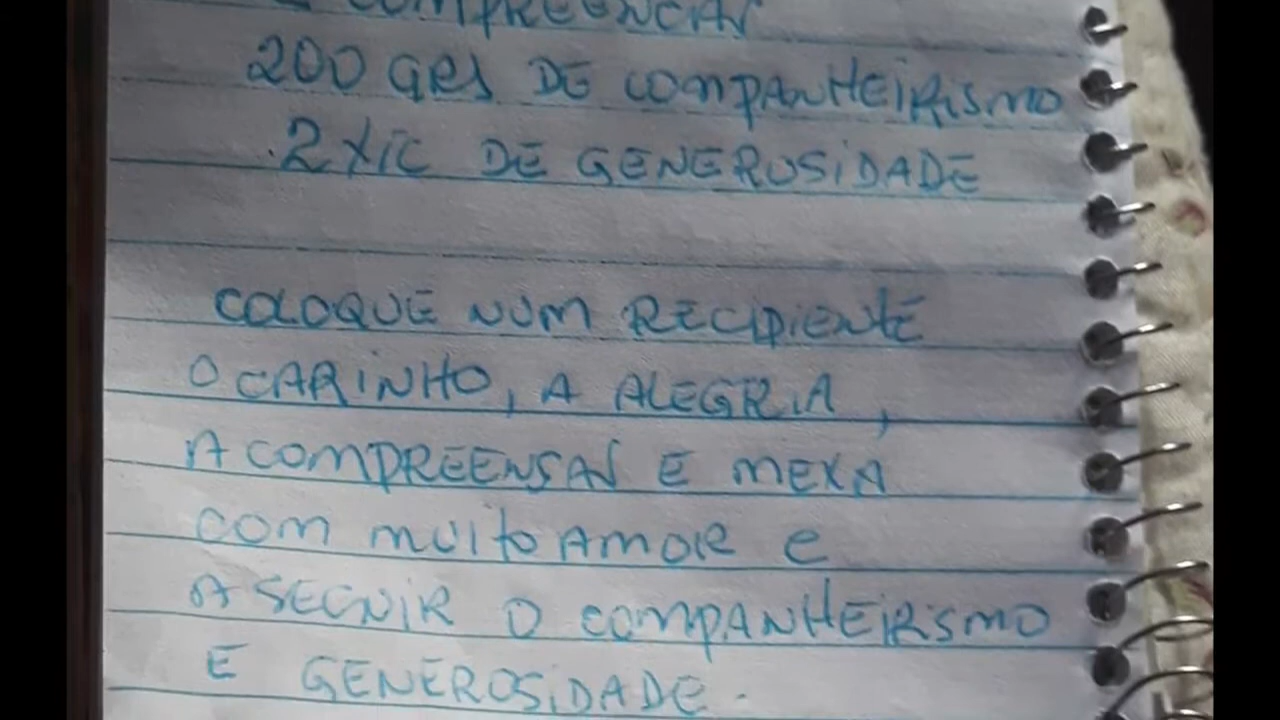 200 GRS DE COMPANHEIRISMO
2 XIC DE GENEROSIDADE
COLOQUE NUM RECIPIENTE
O CARINHO, A ALEGRIA,
A COMPREENSAÕ E MEXA
COM MUITO AMOR E
A SEGUIR O COMPANHEIRISMO
E GENEROSIDADE.